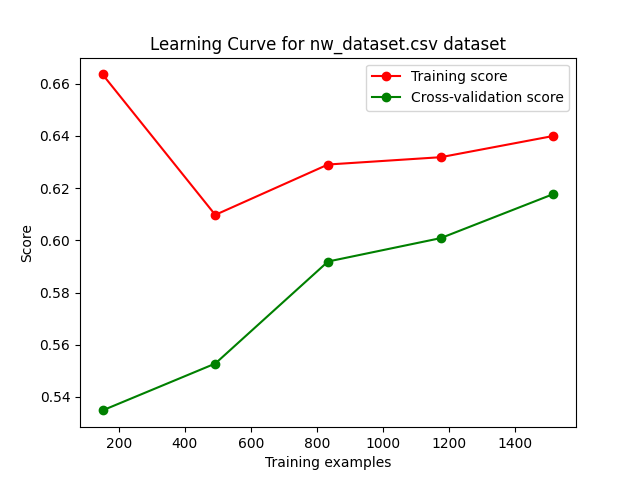 Learning Curve for nw_dataset.csv dataset
Training score
Cross-validation score
0.66
0.64
0.62
0.60
0.58
0.56
0.54
Score
200 400 600 800 1000 1200 1400
Training examples